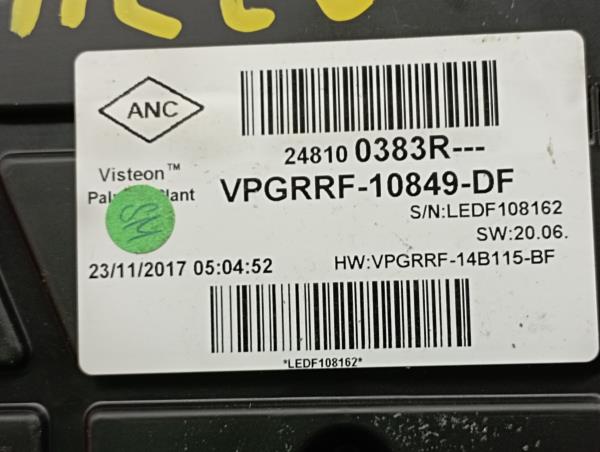 ANC
24810 0383R---
Visteon™
VPGRRF-10849-DF
S/N:LEDF108162
SW:20.06.
23/11/2017 05:04:52
HW:VPGRRF-14B115-BF
*LEDF108162*